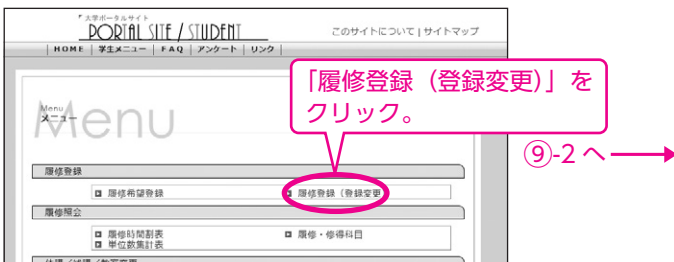 大学ポータルサイト
PORTAL SITE / STUDENT
このサイトについて | サイトマップ
| HOME | 学生メニュー | FAQ | アンケート | リンク |
「履修登録（登録変更）」を
クリック。
Menu
メニュー
Menu
⑨-2 へ
履修登録
履修希望登録
履修登録（登録変更
履修照会
履修時間割表
履修・修得科目
単位数集計表